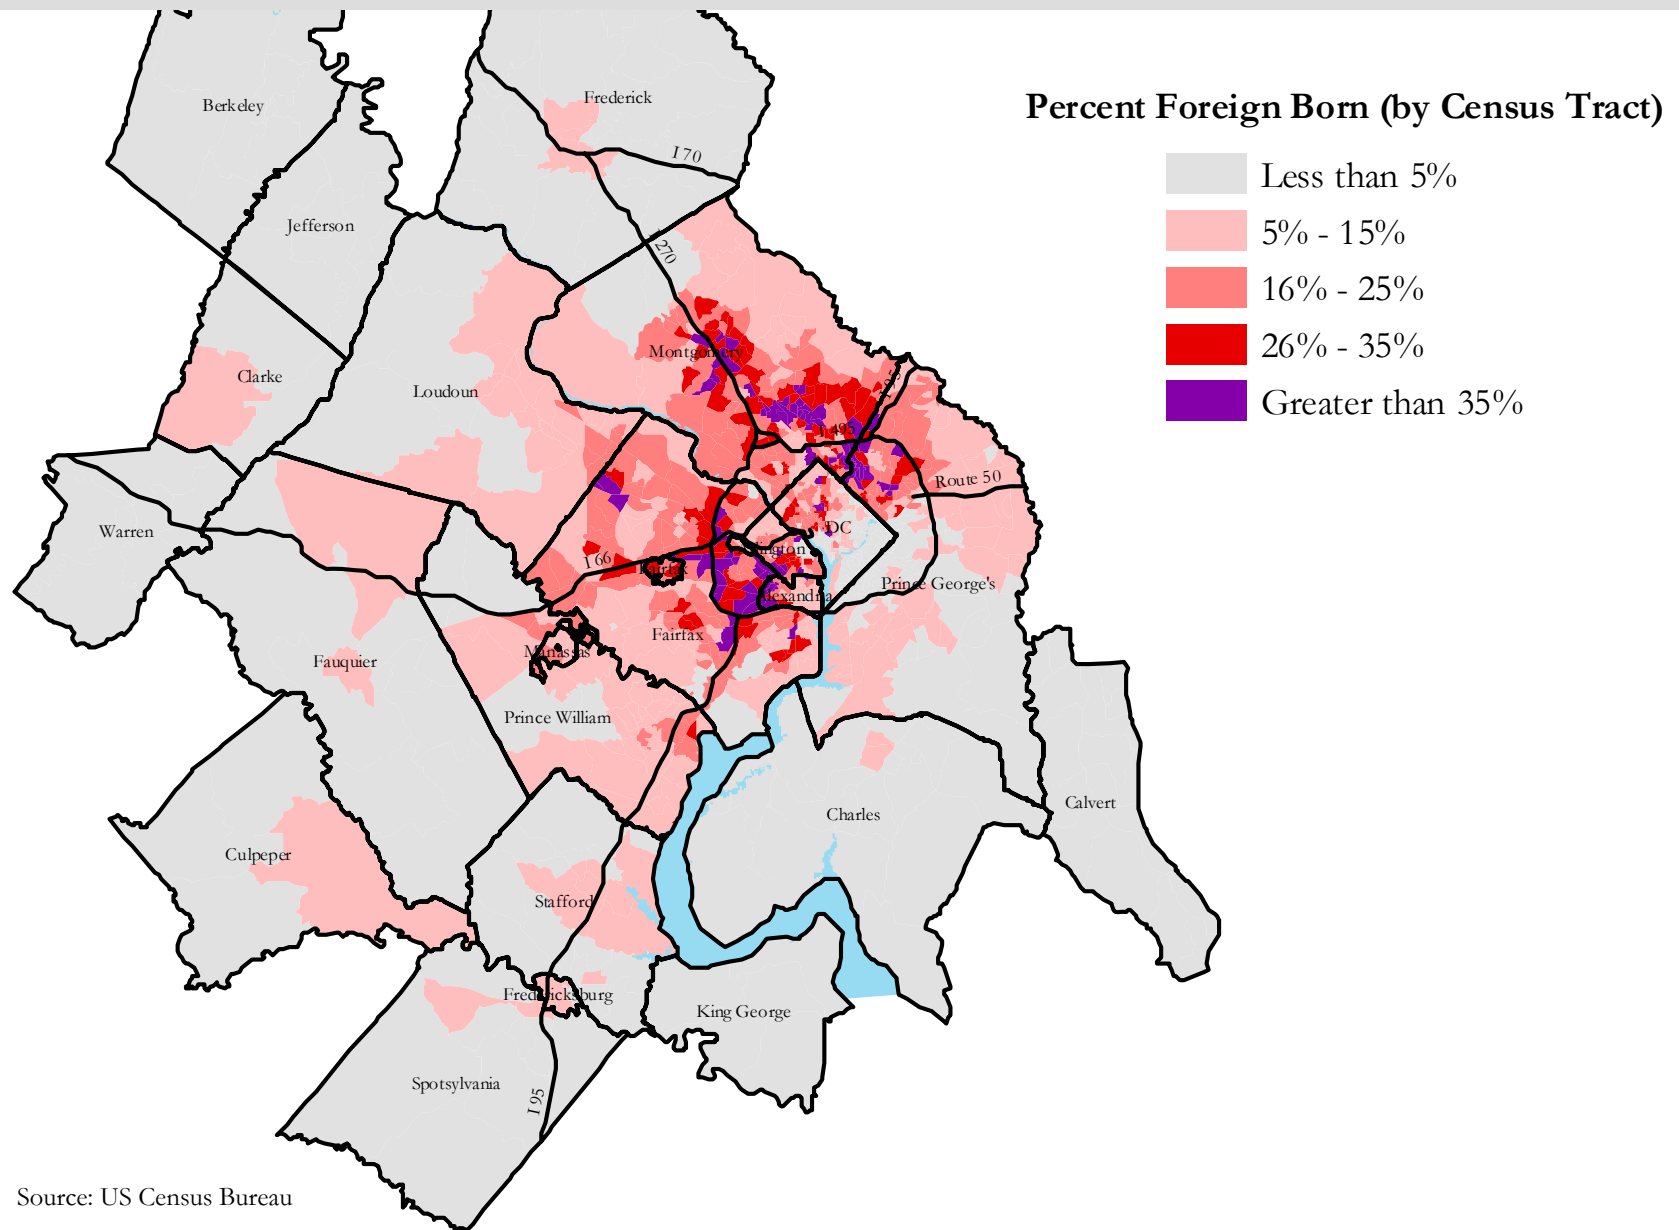 Percent Foreign Born (by Census Tract)
Less than 5%
5% - 15%
16% - 25%
26% - 35%
Greater than 35%
Berkeley
Frederick
I 70
Jefferson
270
Montgomery
Clarke
Loudoun
I 95
I 495
Route 50
Warren
DC
I 66
Fairfax
Prince George's
Alexandria
Fairfax
Manassas
Fauquier
Prince William
Calvert
Charles
Culpeper
Stafford
Fredericksburg
King George
Spotsylvania
I 95
Source: US Census Bureau